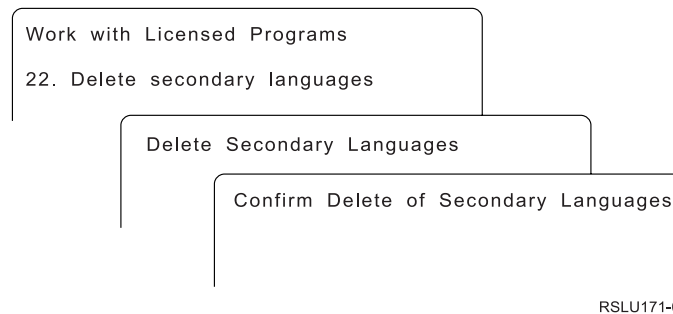 Work with Licensed Programs
22. Delete secondary languages
Delete Secondary Languages
Confirm Delete of Secondary Languages